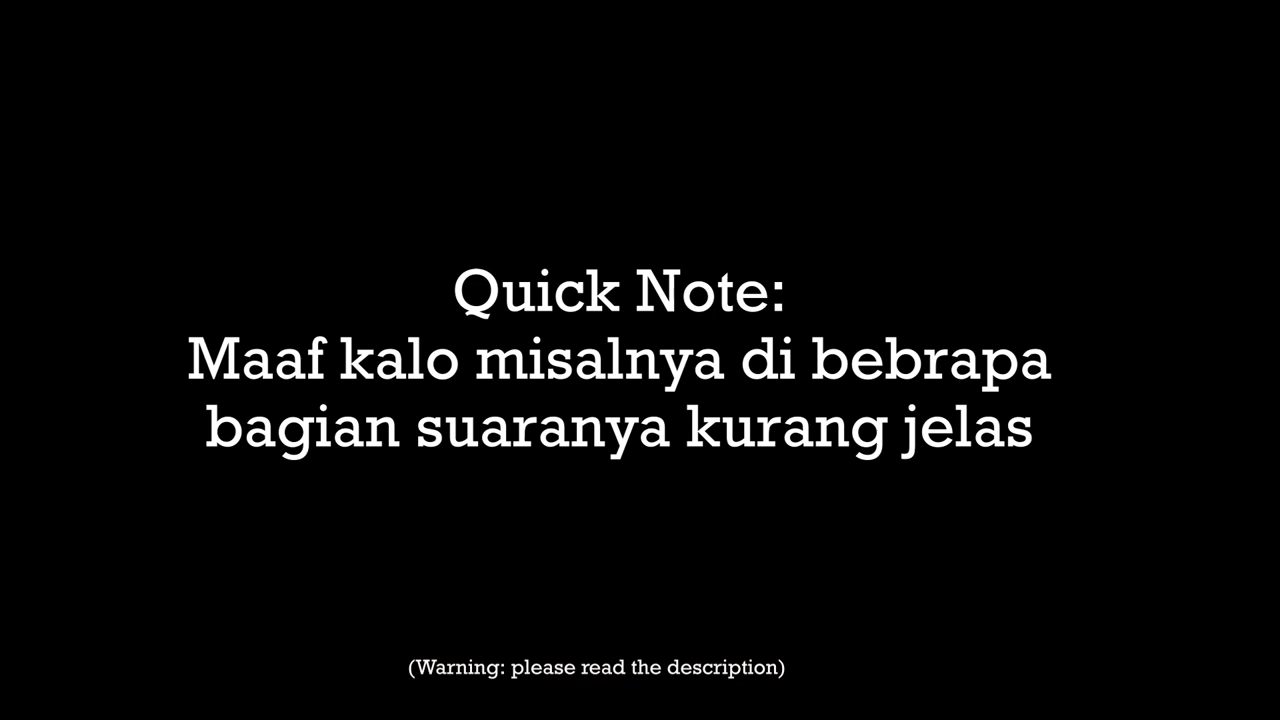 Quick Note:
Maaf kalo misalnya di bebrapa
bagian suaranya kurang jelas
(Warning: please read the description)